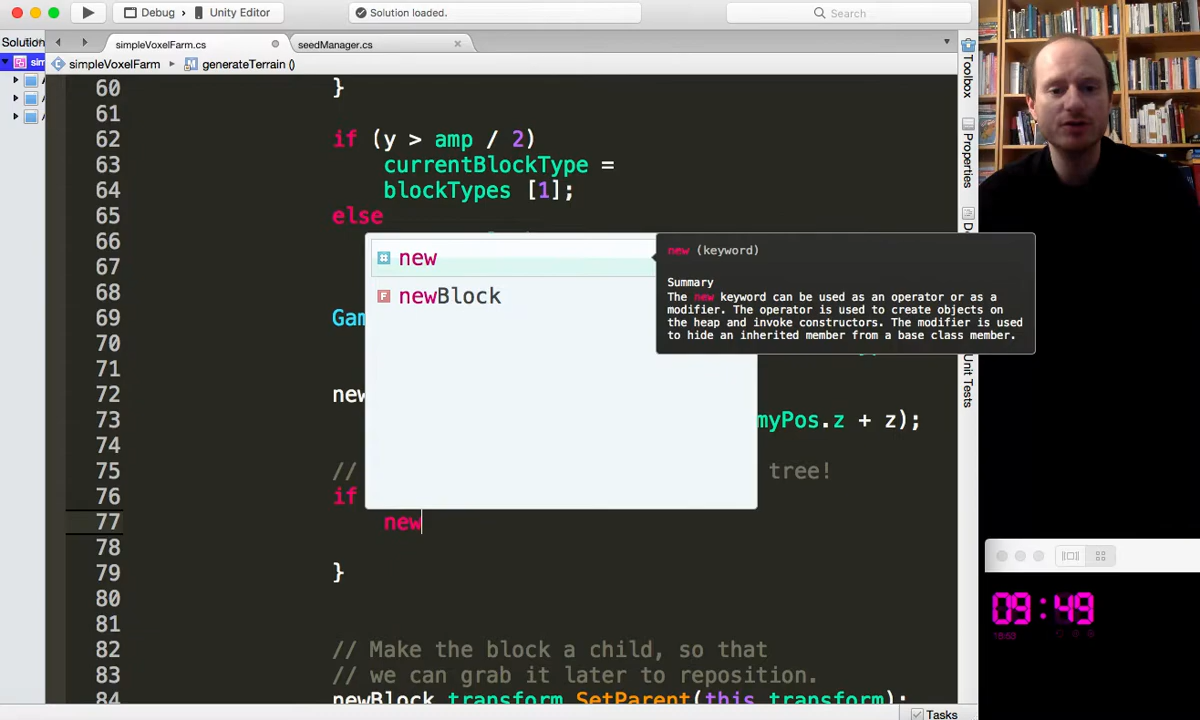 Debug > Unity Editor
Solution loaded.
Search
Solution
simpleVoxelFarm.cs
seedManager.cs
sim
simpleVoxelFarm
generateTerrain ()
60 }
61
62 if (y > amp / 2)
63 currentBlockType =
64 blockTypes [1];
65 else
66
67
68
69 Gam
70
71
72 new
73 myPos.z + z);
74
75 // tree!
76 if
77 new
78
79 }
80
81
82 // Make the block a child, so that
83 // we can grab it later to reposition.
84 newBlock.transform.SetParent(this.transform);
new
newBlock
new (keyword)
Summary
The new keyword can be used as an operator or as a
modifier. The operator is used to create objects on
the heap and invoke constructors. The modifier is used
to hide an inherited member from a base class member.
Toolbox
Properties
Unit Tests
Tasks
09:49